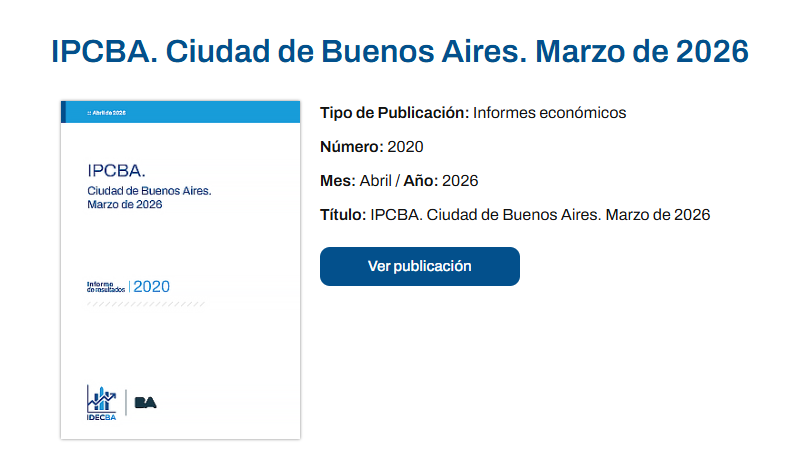 IPCBA. Ciudad de Buenos Aires. Marzo de 2026
:: Abril de 2026
IPCBA.
Ciudad de Buenos Aires.
Marzo de 2026
Informe
de resultados
2020
IDECBA
BA
Tipo de Publicación: Informes económicos
Número: 2020
Mes: Abril / Año: 2026
Título: IPCBA. Ciudad de Buenos Aires. Marzo de 2026
Ver publicación